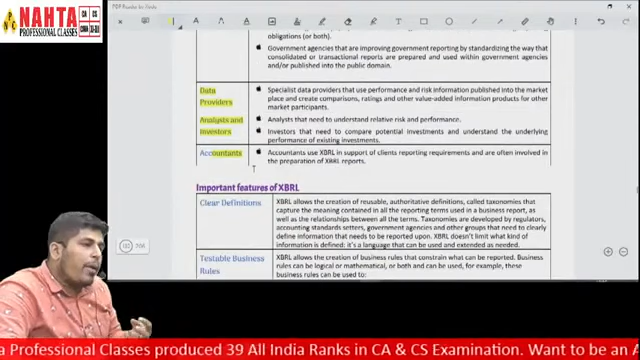 NAHTA
PROFESSIONAL CLASSES
CA & CS
CMA
PDF Reader
obligations (or both).
Government agencies that are improving government reporting by standardizing the way that
consolidated or transactional reports are prepared and used within government agencies
and/or published into the public domain.
Data
Providers
Specialist data providers that use performance and risk information published into the market
place and create comparisons, ratings and other value-added information products for other
market participants.
Analysts and
Investors
Analysts that need to understand relative risk and performance.
Investors that need to compare potential investments and understand the underlying
performance of existing investments.
Accountants
Accountants use XBRL in support of clients reporting requirements and are often involved in
the preparation of XBRL reports.
Important features of XBRL
Clear Definitions
XBRL allows the creation of reusable, authoritative definitions, called taxonomies that
capture the meaning contained in all the reporting terms used in a business report, as
well as the relationships between all the terms. Taxonomies are developed by regulators,
accounting standards setters, government agencies and other groups that need to clearly
define information that needs to be reported upon. XBRL doesn't limit what kind of
information is defined: it's a language that can be used and extended as needed.
Testable Business
Rules
XBRL allows the creation of business rules that constrain what can be reported. Business
rules can be logical or mathematical, or both and can be used, for example, these
business rules can be used to:
a Professional Classes produced 39 All India Ranks in CA & CS Examination. Want to be an A